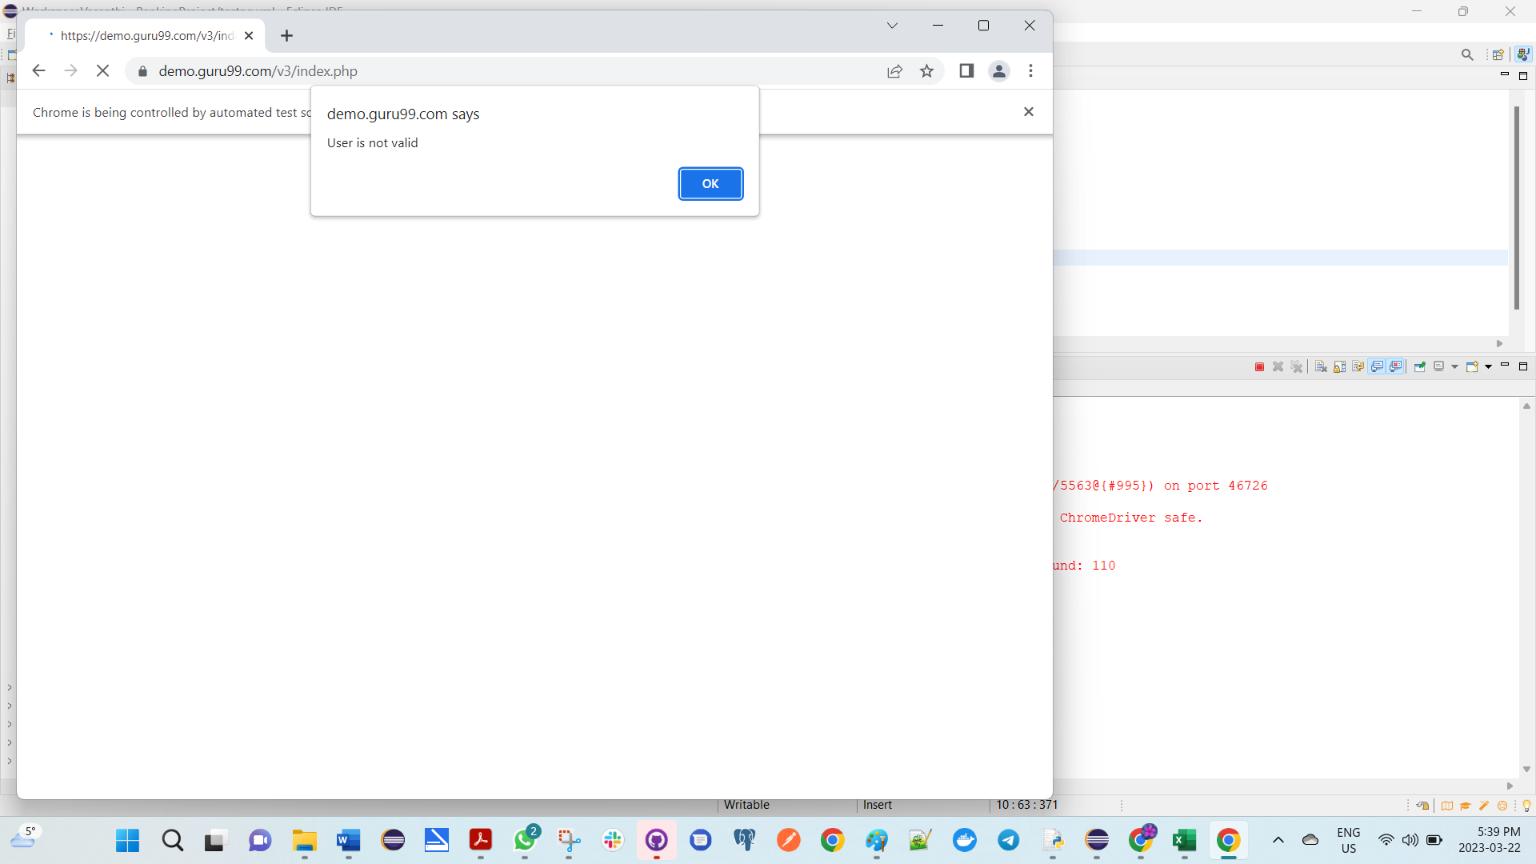 https://demo.guru99.com/v3/ind
demo.guru99.com/v3/index.php
Chrome is being controlled by automated test sc
demo.guru99.com says
User is not valid
OK
/5563@{#995}) on port 46726
ChromeDriver safe.
und: 110
Writable
Insert
10 : 63 : 371
5°
2
ENG
US
5:39 PM
2023-03-22